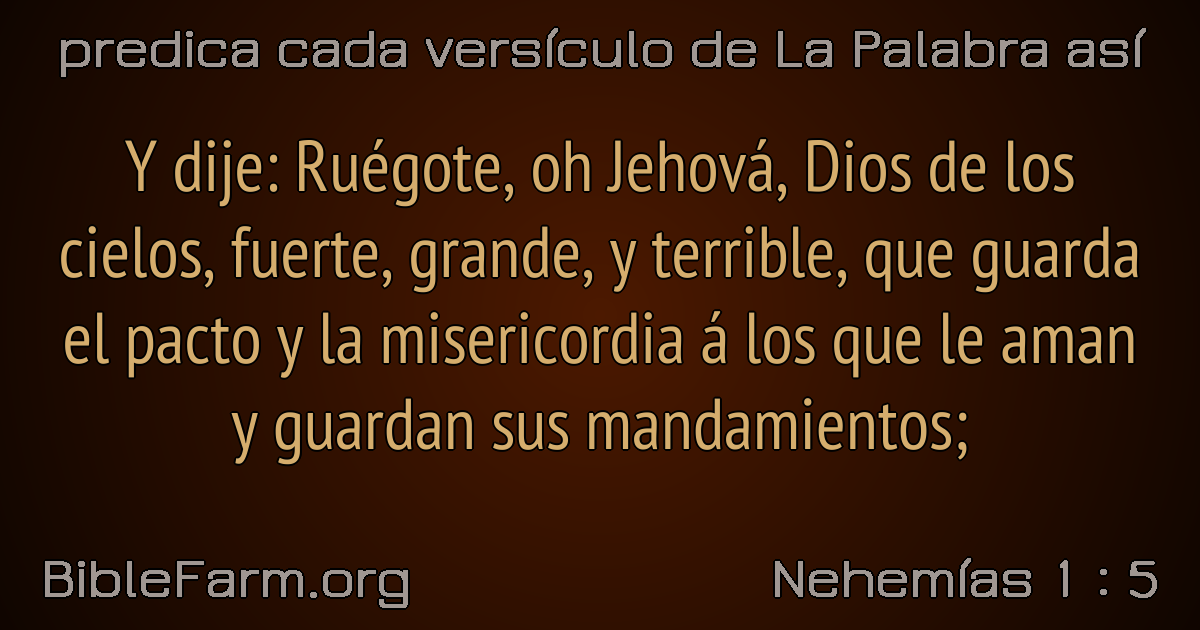 predica cada versículo de La Palabra así
Y dije: Ruégote, oh Jehová, Dios de los
cielos, fuerte, grande, y terrible, que guarda
el pacto y la misericordia á los que le aman
y guardan sus mandamientos;
BibleFarm.org
Nehemías 1 : 5